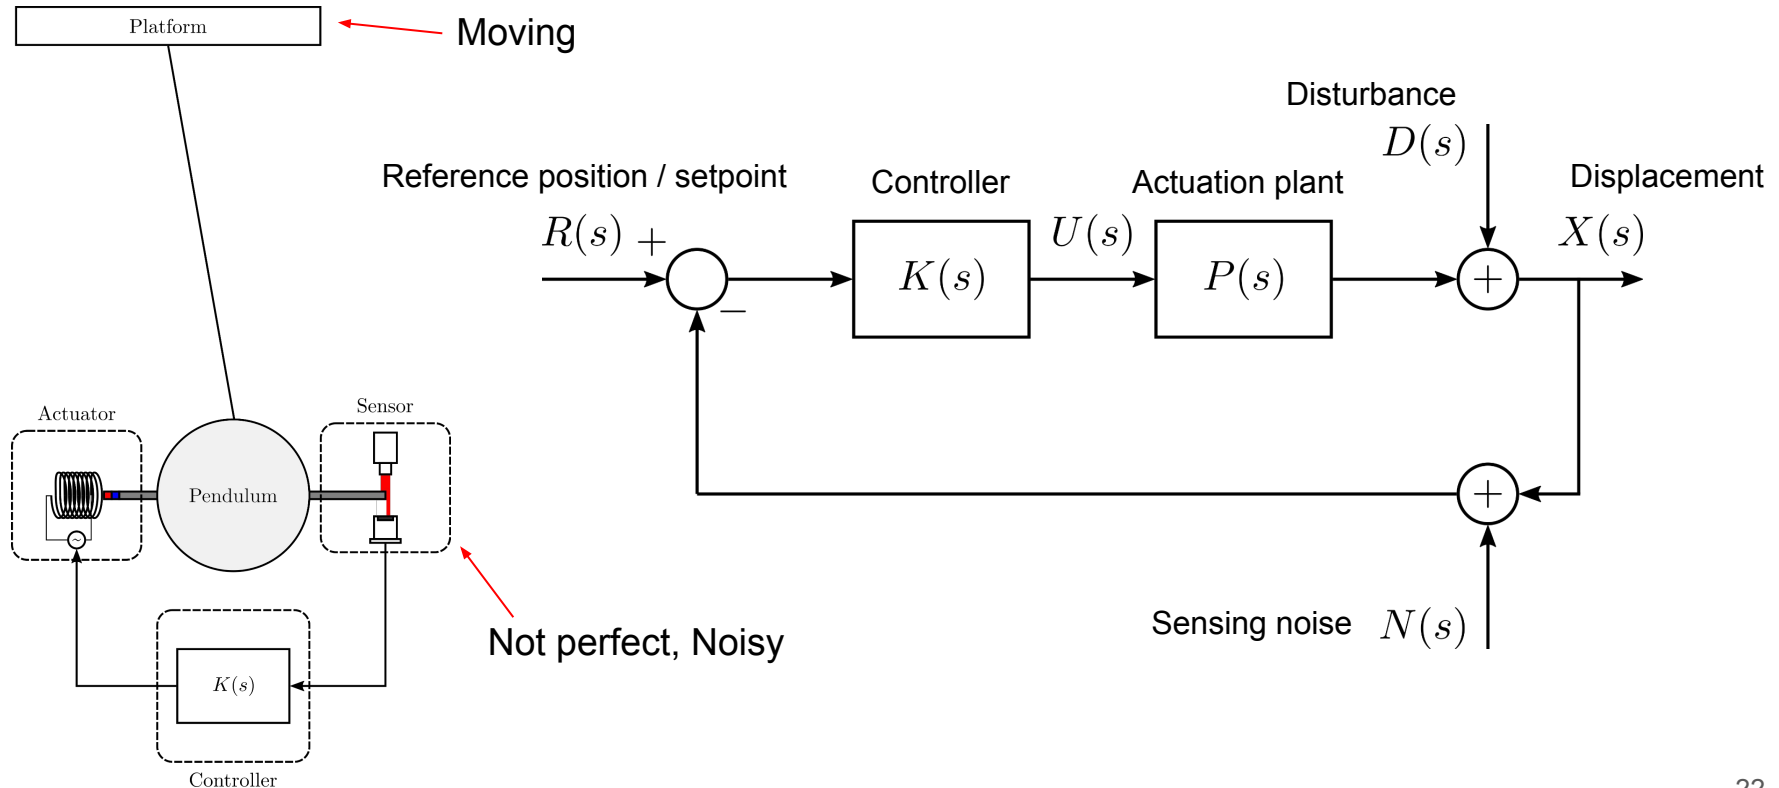 Platform
Moving
Disturbance
D(s)
Reference position / setpoint
Controller
Actuation plant
Displacement
R(s) +
U(s)
X(s)
K(s)
P(s)
+
−
Actuator
Sensor
Pendulum
+
~
Sensing noise N(s)
Not perfect, Noisy
K(s)
Controller
22